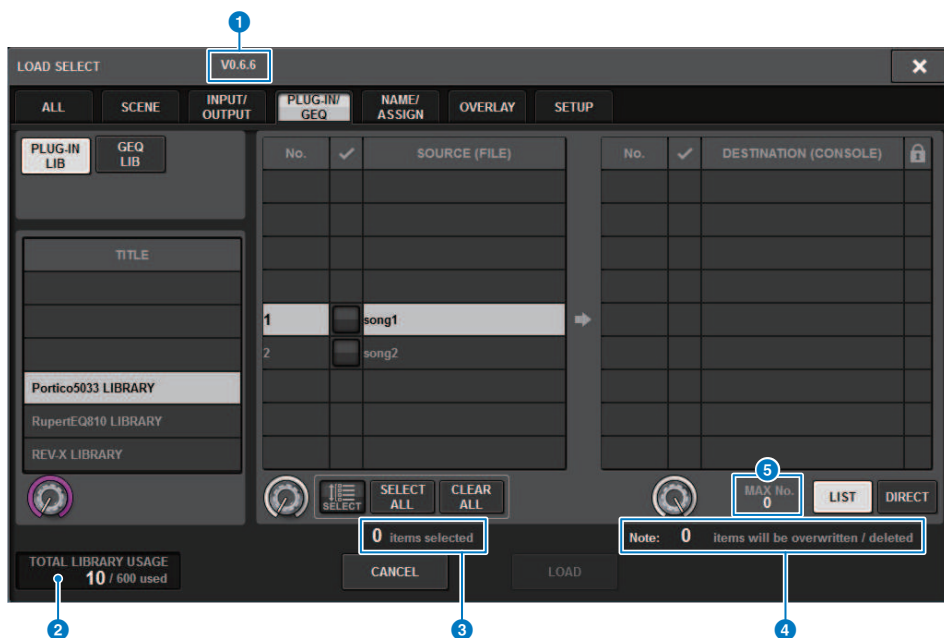 1
LOAD SELECT V0.6.6
ALL SCENE INPUT/ OUTPUT PLUG-IN/ GEQ NAME/ ASSIGN OVERLAY SETUP
PLUG-IN LIB GEQ LIB
TITLE
Portico5033 LIBRARY
RupertEQ810 LIBRARY
REV-X LIBRARY
No. SOURCE (FILE)
1 song1
2 song2
No. DESTINATION (CONSOLE)
SELECT SELECT ALL CLEAR ALL
5
MAX No.
0
LIST DIRECT
0 items selected
Note: 0 items will be overwritten / deleted
TOTAL LIBRARY USAGE
10 / 600 used
CANCEL LOAD
2 3 4